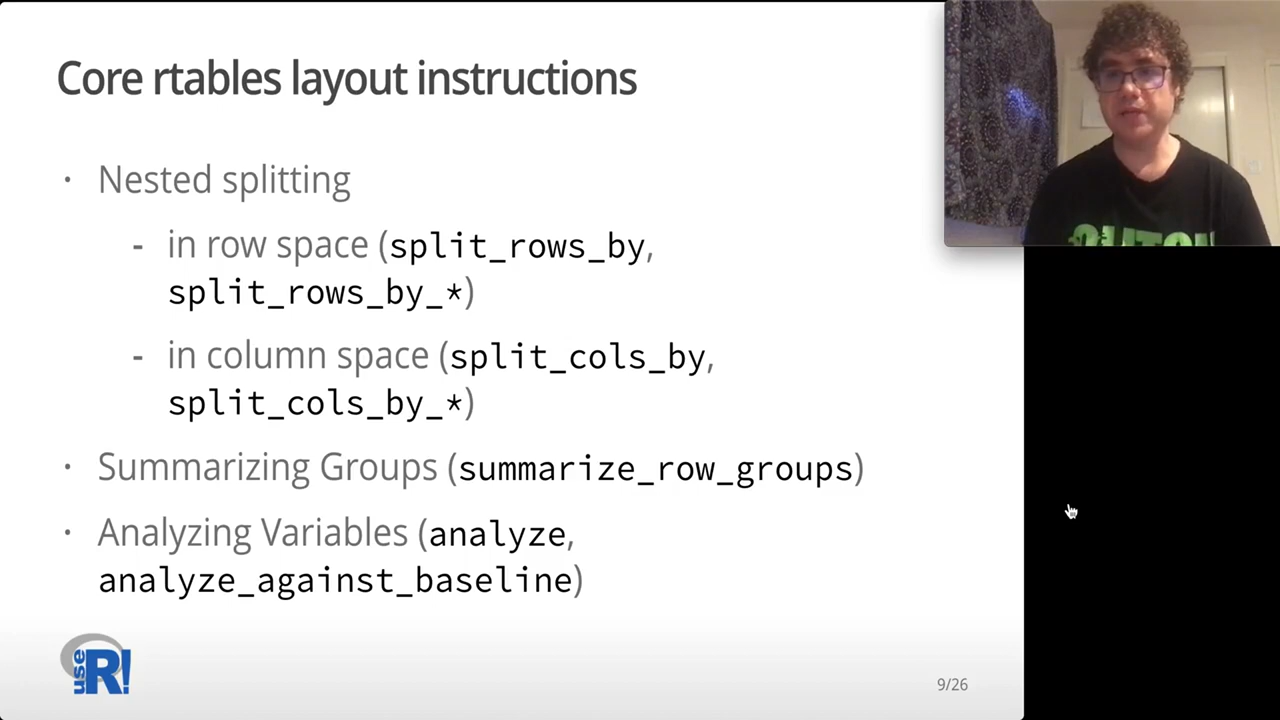 Core rtables layout instructions
· Nested splitting
- in row space (split_rows_by,
split_rows_by_*)
- in column space (split_cols_by,
split_cols_by_*)
· Summarizing Groups (summarize_row_groups)
· Analyzing Variables (analyze,
analyze_against_baseline)
use R!
9/26